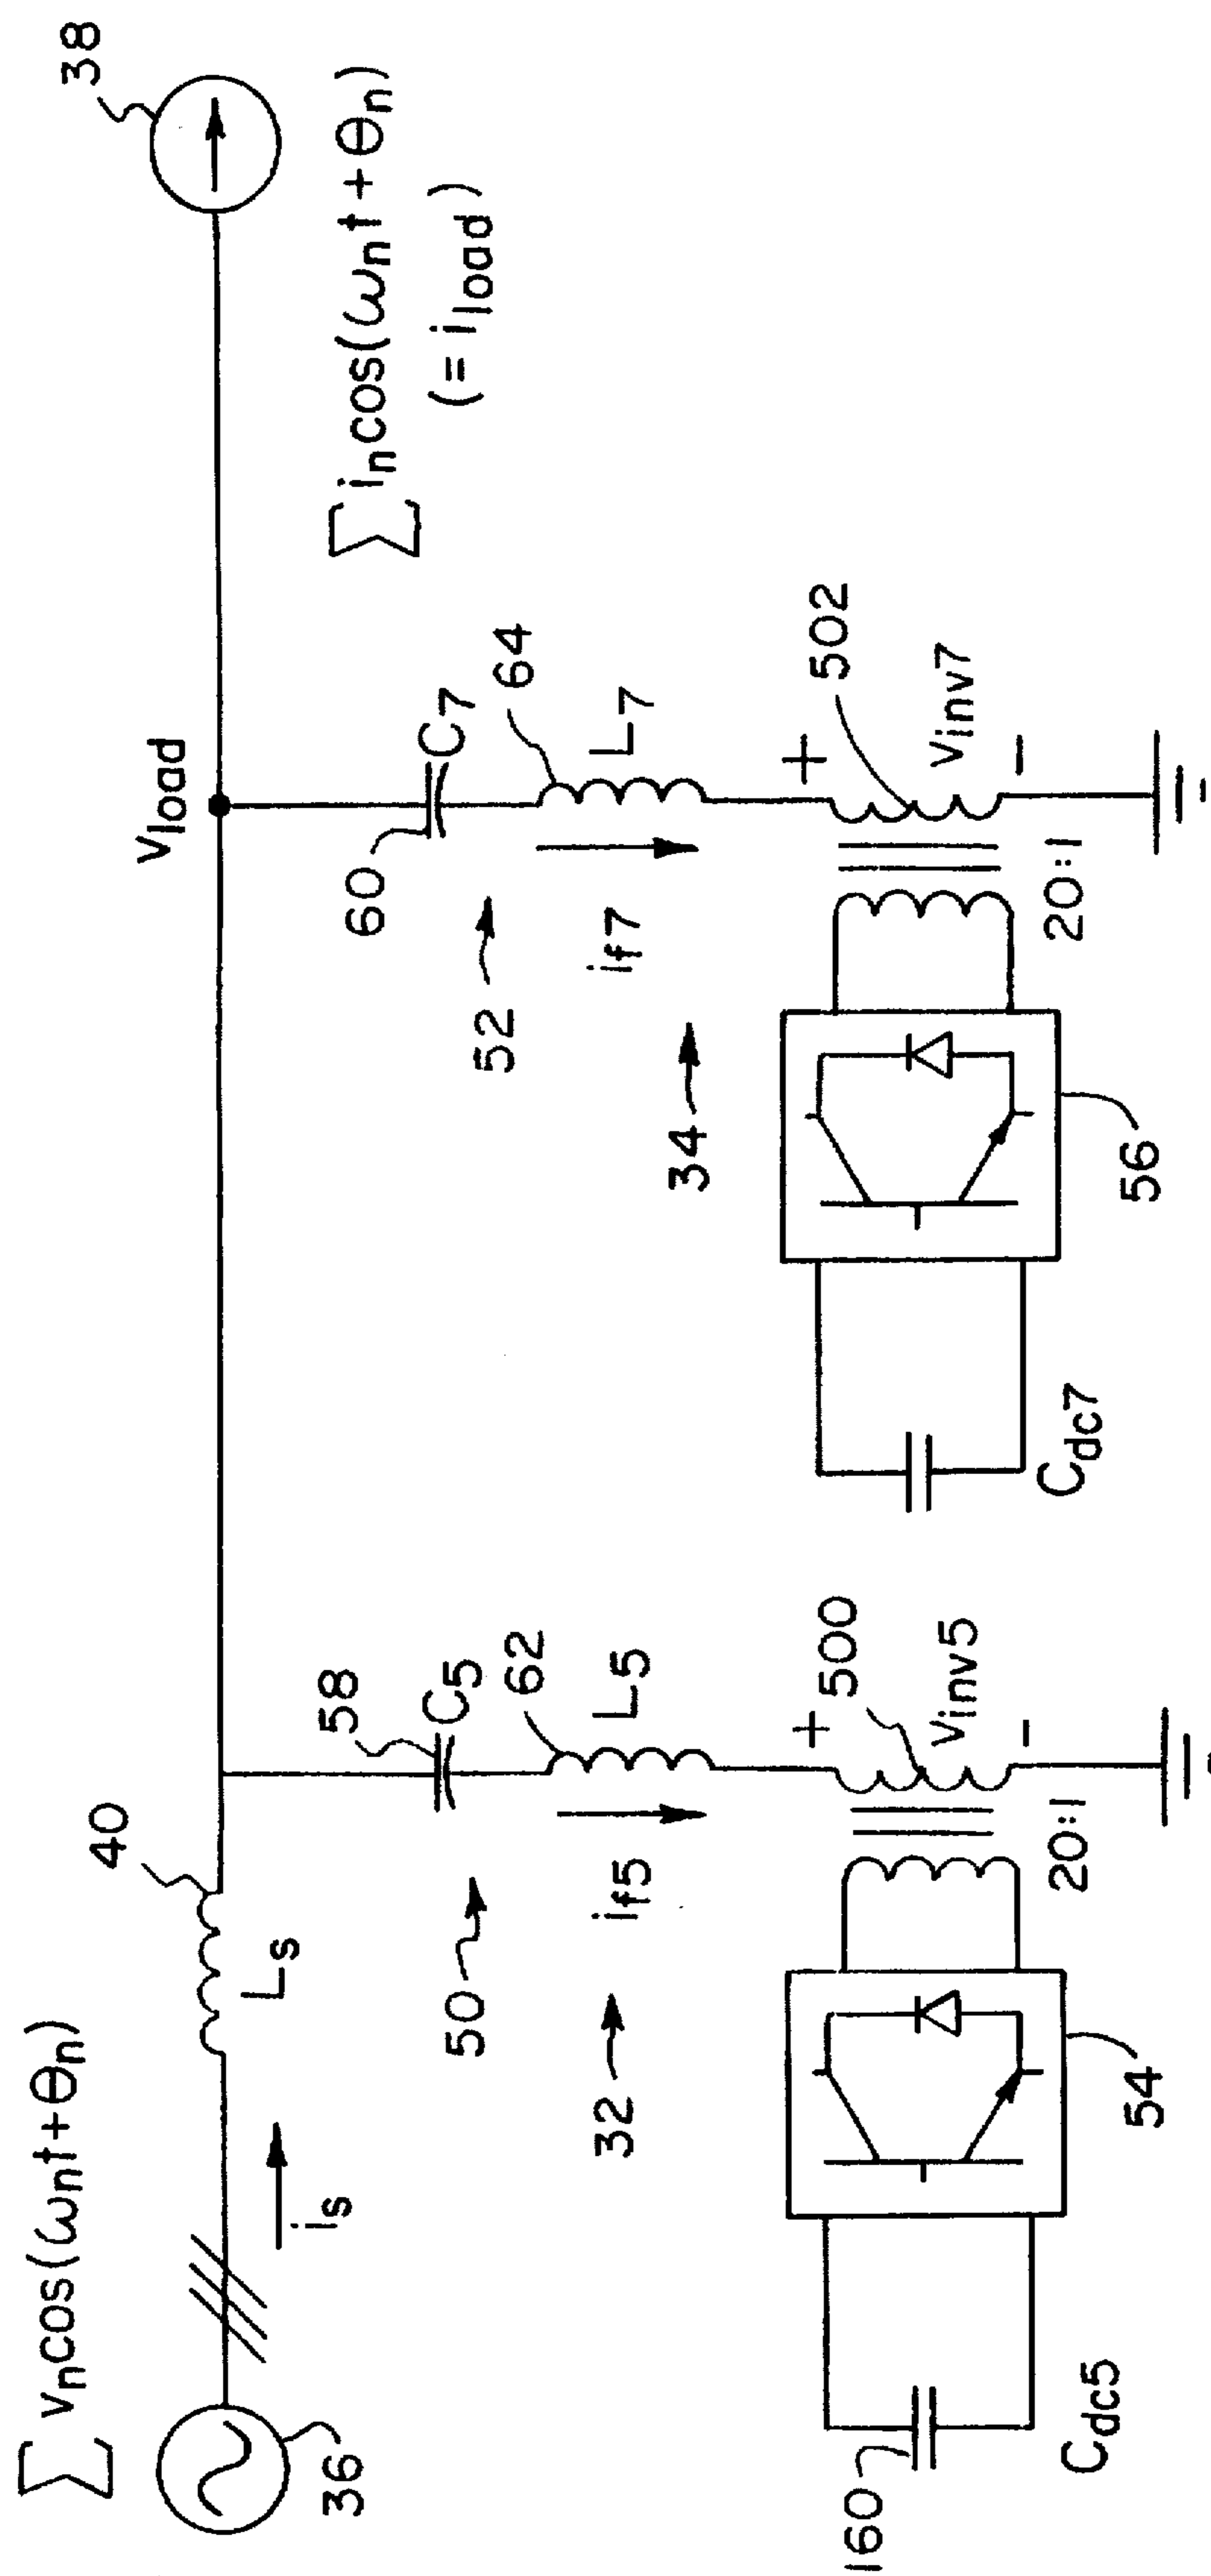 ∑ vₙcos(ωₙt+θₙ)
36
iₛ
Lₛ
40
v_load
38
∑ iₙcos(ωₙt+θₙ)
(= i_load)
50
58
C₅
62
L₅
i_f5
32
+
500
V_inv5
−
20:1
54
160
C_dc5
52
60
C₇
64
L₇
i_f7
34
+
502
V_inv7
−
20:1
56
C_dc7